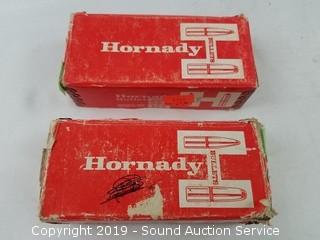 Hornady
BULLETS
Hornady
BULLETS
Copyright 2019 - Sound Auction Service